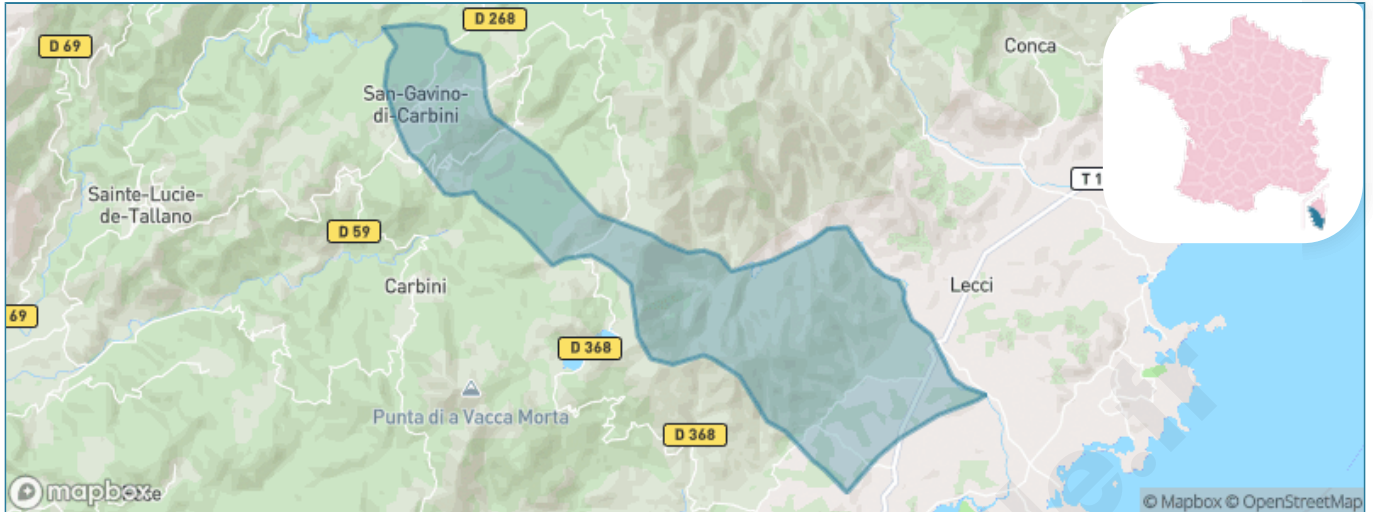 D 268
D 69
Conca
San-Gavino-
di-Carbini
T 1
Sainte-Lucie-
de-Tallano
D 59
Carbini
Lecci
69
D 368
Punta di a Vacca Morta
D 368
mapbox
© Mapbox © OpenStreetMap